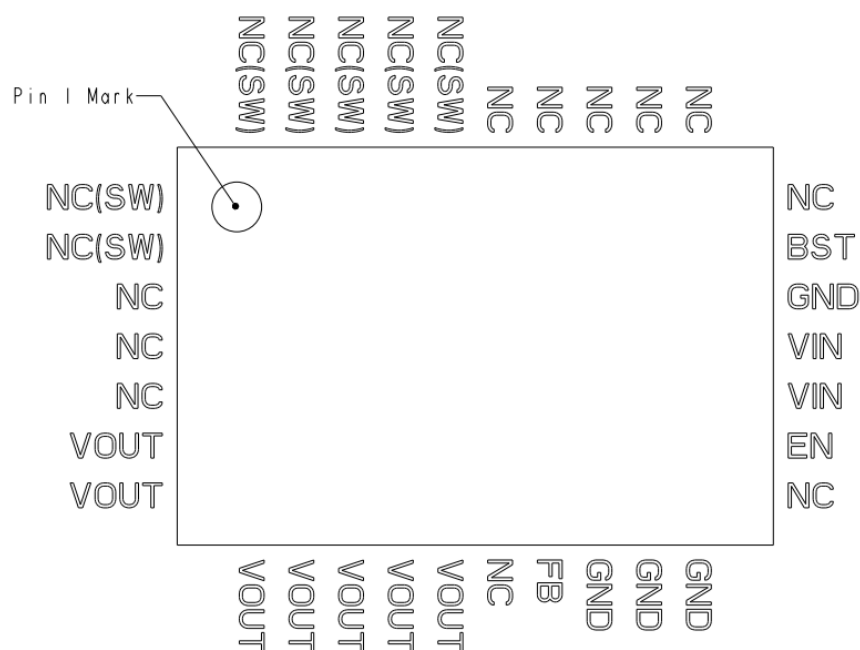 NC(SW) NC(SW) NC(SW) NC(SW) NC(SW) NC NC NC NC NC
Pin 1 Mark
NC(SW) NC
NC(SW) BST
NC GND
NC VIN
NC VIN
VOUT EN
VOUT NC
VOUT VOUT VOUT VOUT VOUT NC FB GND GND GND